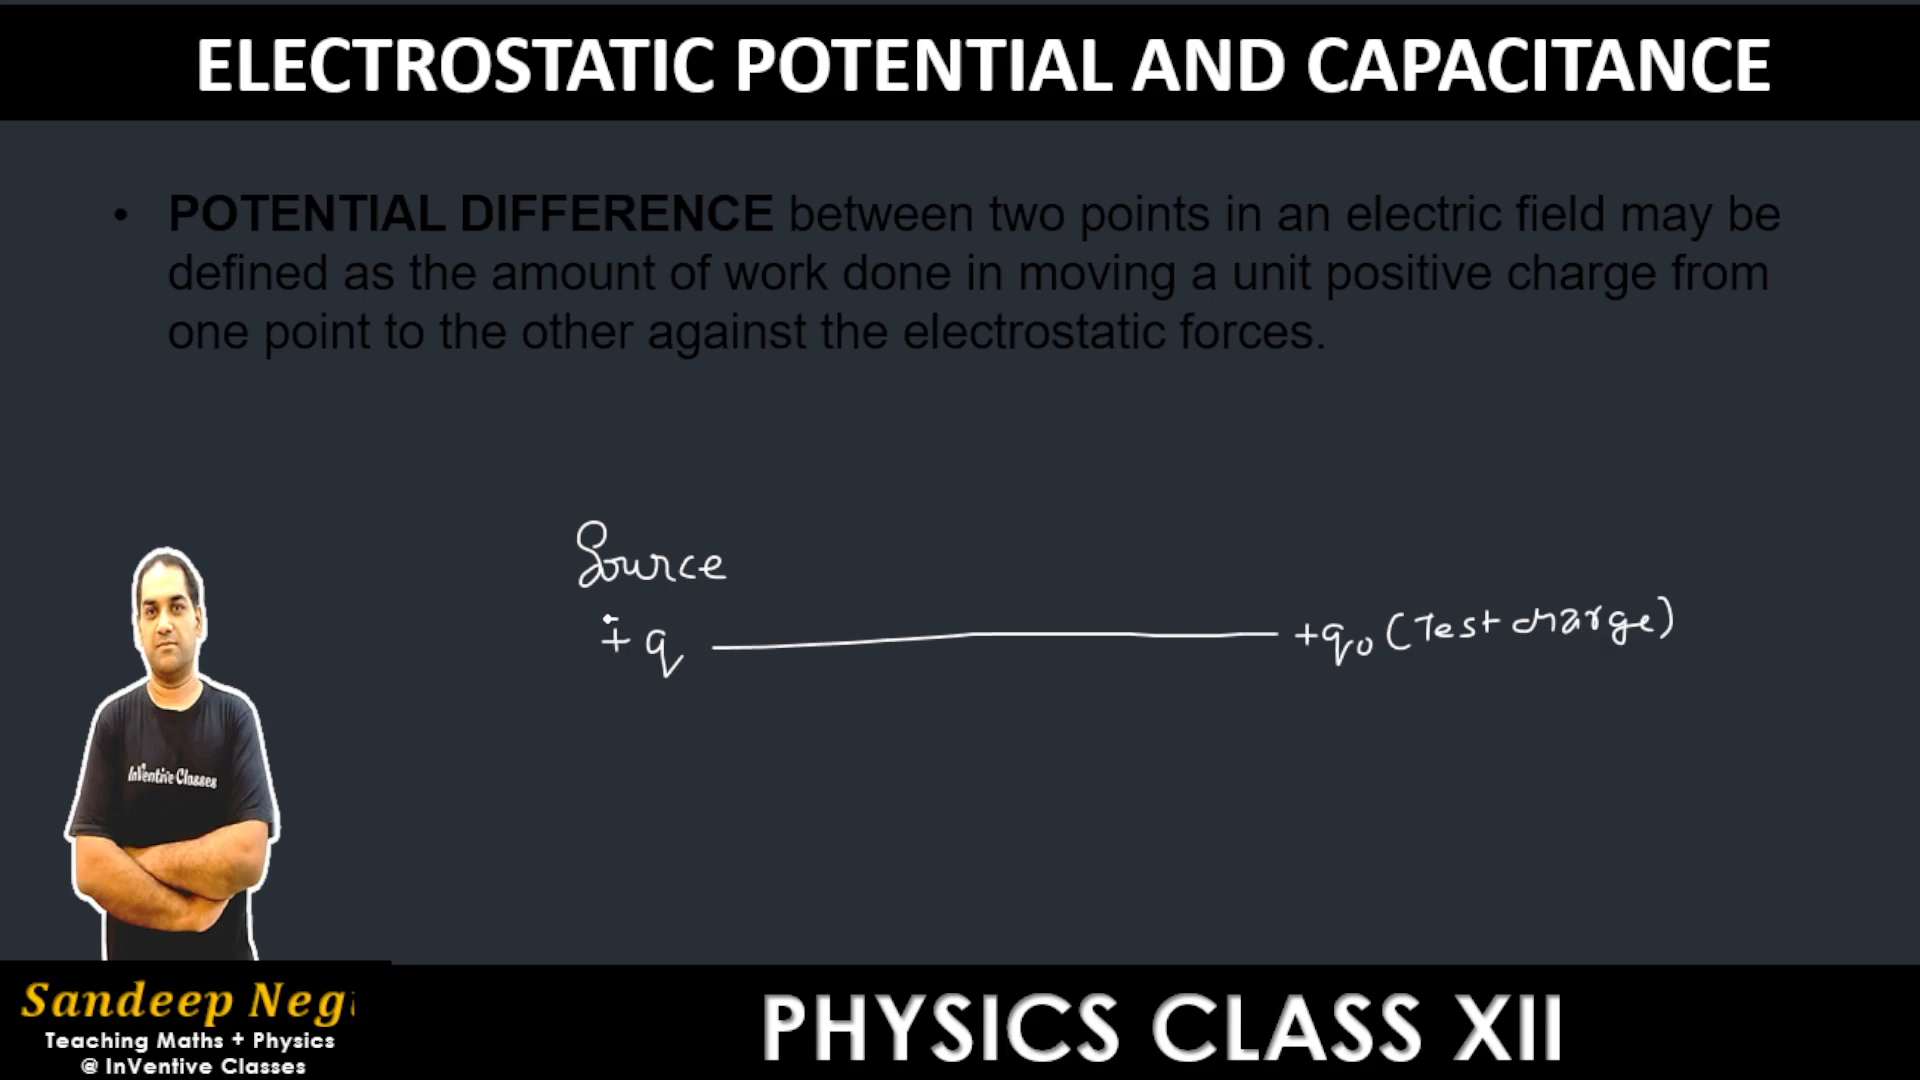 ELECTROSTATIC POTENTIAL AND CAPACITANCE
• POTENTIAL DIFFERENCE between two points in an electric field may be
defined as the amount of work done in moving a unit positive charge from
one point to the other against the electrostatic forces.
Source
+ q
+q₀ (Test charge)
InVentive Classes
Sandeep Negi
Teaching Maths + Physics
@ InVentive Classes
PHYSICS CLASS XII